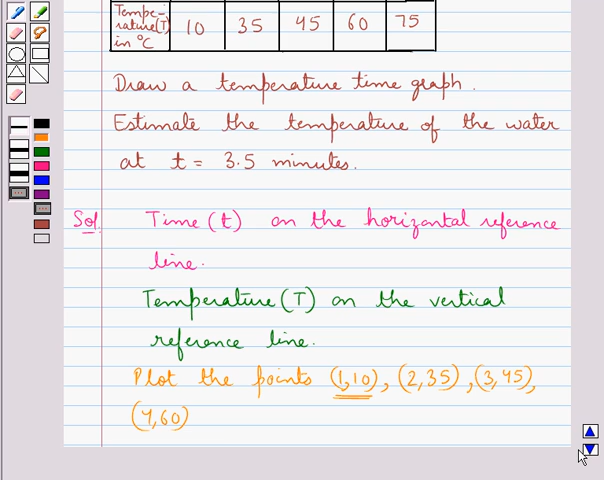 Tempe-
rature(T)
in °C 10 35 45 60 75
Draw a temperature time graph.
Estimate the temperature of the water
at t = 3.5 minutes.
Sol. Time (t) on the horizontal reference
line.
Temperature (T) on the vertical
reference line.
Plot the points (1,10), (2,35), (3,45),
(4,60)